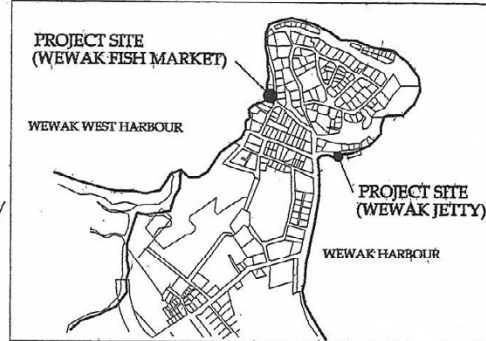 PROJECT SITE
(WEWAK FISH MARKET)
WEWAK WEST HARBOUR
PROJECT SITE
(WEWAK JETTY)
WEWAK HARBOUR